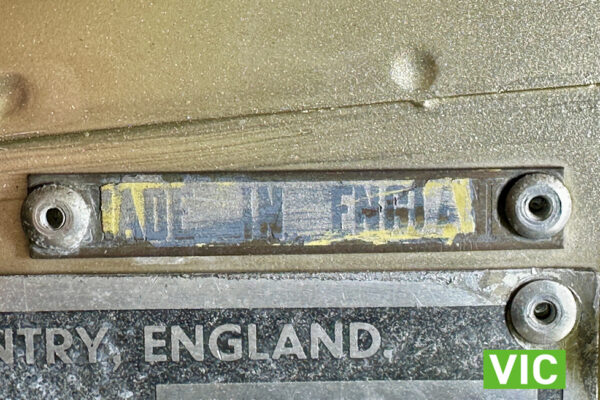 ADE IN ENGLA
NTRY, ENGLAND.
VIC